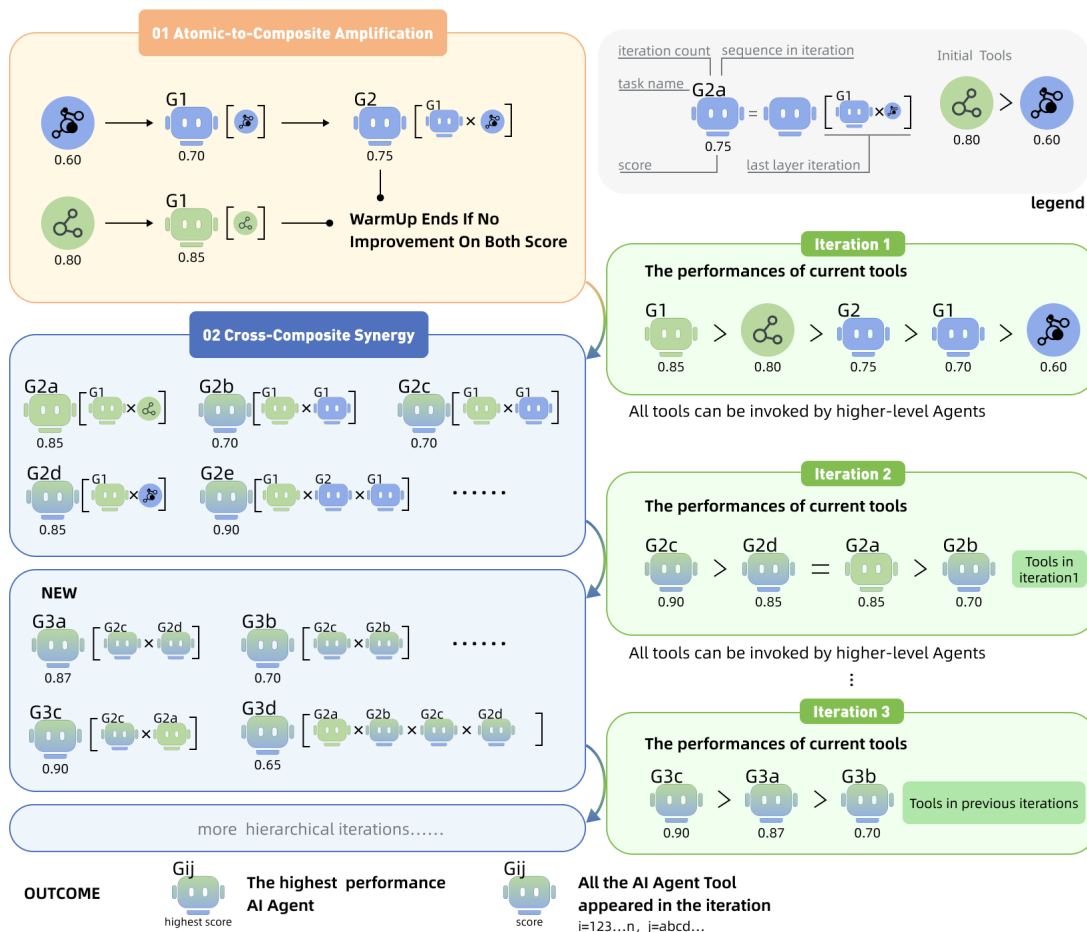 01 Atomic-to-Composite Amplification
G1
G2
G1
0.60
0.70
0.75
G1
0.80
0.85
WarmUp Ends If No
Improvement On Both Score
iteration count
sequence in iteration
task name
G2a
G1
=
0.75
score
last layer iteration
Initial Tools
>
0.80
0.60
legend
Iteration 1
The performances of current tools
G1
G2
G1
> > > >
0.85
0.80
0.75
0.70
0.60
All tools can be invoked by higher-level Agents
02 Cross-Composite Synergy
G2a
G1
0.85
G2b
G1
G1
0.70
G2c
G1
G1
0.70
G2d
G1
0.85
G2e
G1
G2
G1
0.90
······
Iteration 2
The performances of current tools
G2c > G2d = G2a > G2b
0.90
0.85
0.85
0.70
Tools in
iteration1
All tools can be invoked by higher-level Agents
⋮
NEW
G3a
G2c × G2d
0.87
G3b
G2c × G2b
0.70
······
G3c
G2c × G2a
0.90
G3d
G2a × G2b × G2c × G2d
0.65
Iteration 3
The performances of current tools
G3c > G3a > G3b
0.90
0.87
0.70
Tools in previous iterations
more hierarchical iterations......
OUTCOME
Gij
highest score
The highest performance
AI Agent
Gij
score
All the AI Agent Tool
appeared in the iteration
i=123...n, j=abcd...